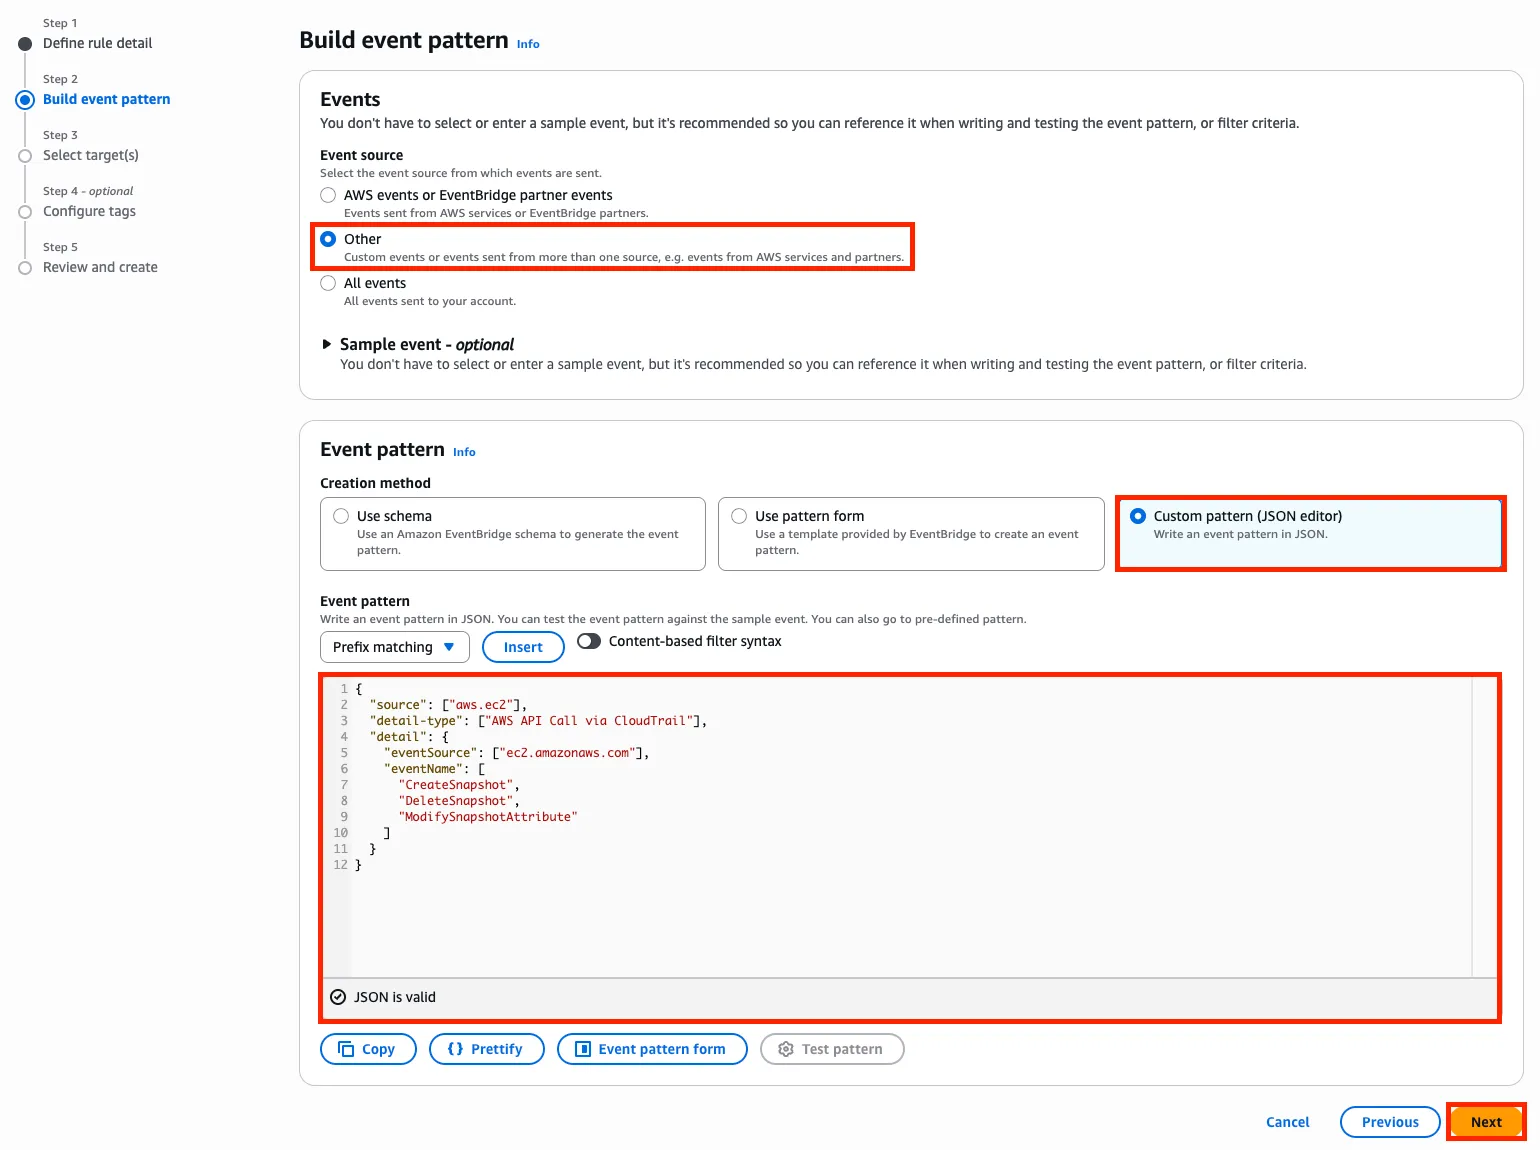 Step 1
Define rule detail
Step 2
Build event pattern
Step 3
Select target(s)
Step 4 - optional
Configure tags
Step 5
Review and create
Build event pattern Info
Events
You don't have to select or enter a sample event, but it's recommended so you can reference it when writing and testing the event pattern, or filter criteria.
Event source
Select the event source from which events are sent.
AWS events or EventBridge partner events
Events sent from AWS services or EventBridge partners.
Other
Custom events or events sent from more than one source, e.g. events from AWS services and partners.
All events
All events sent to your account.
Sample event - optional
You don't have to select or enter a sample event, but it's recommended so you can reference it when writing and testing the event pattern, or filter criteria.
Event pattern Info
Creation method
Use schema
Use an Amazon EventBridge schema to generate the event
pattern.
Use pattern form
Use a template provided by EventBridge to create an event
pattern.
Custom pattern (JSON editor)
Write an event pattern in JSON.
Event pattern
Write an event pattern in JSON. You can test the event pattern against the sample event. You can also go to pre-defined pattern.
Prefix matching Insert Content-based filter syntax
1 {
2   "source": ["aws.ec2"],
3   "detail-type": ["AWS API Call via CloudTrail"],
4   "detail": {
5     "eventSource": ["ec2.amazonaws.com"],
6     "eventName": [
7       "CreateSnapshot",
8       "DeleteSnapshot",
9       "ModifySnapshotAttribute"
10     ]
11   }
12 }
JSON is valid
Copy { } Prettify Event pattern form Test pattern
Cancel Previous Next